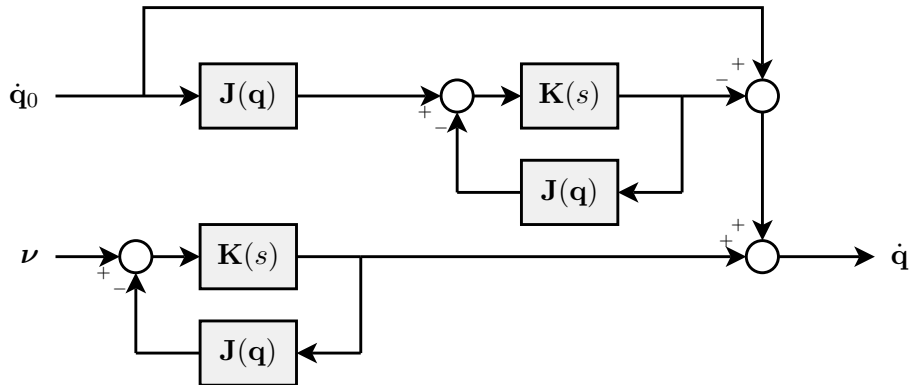 +
q̇₀ J(q) + K(s) −
−
J(q)
+
ν + K(s) + q̇
−
J(q)